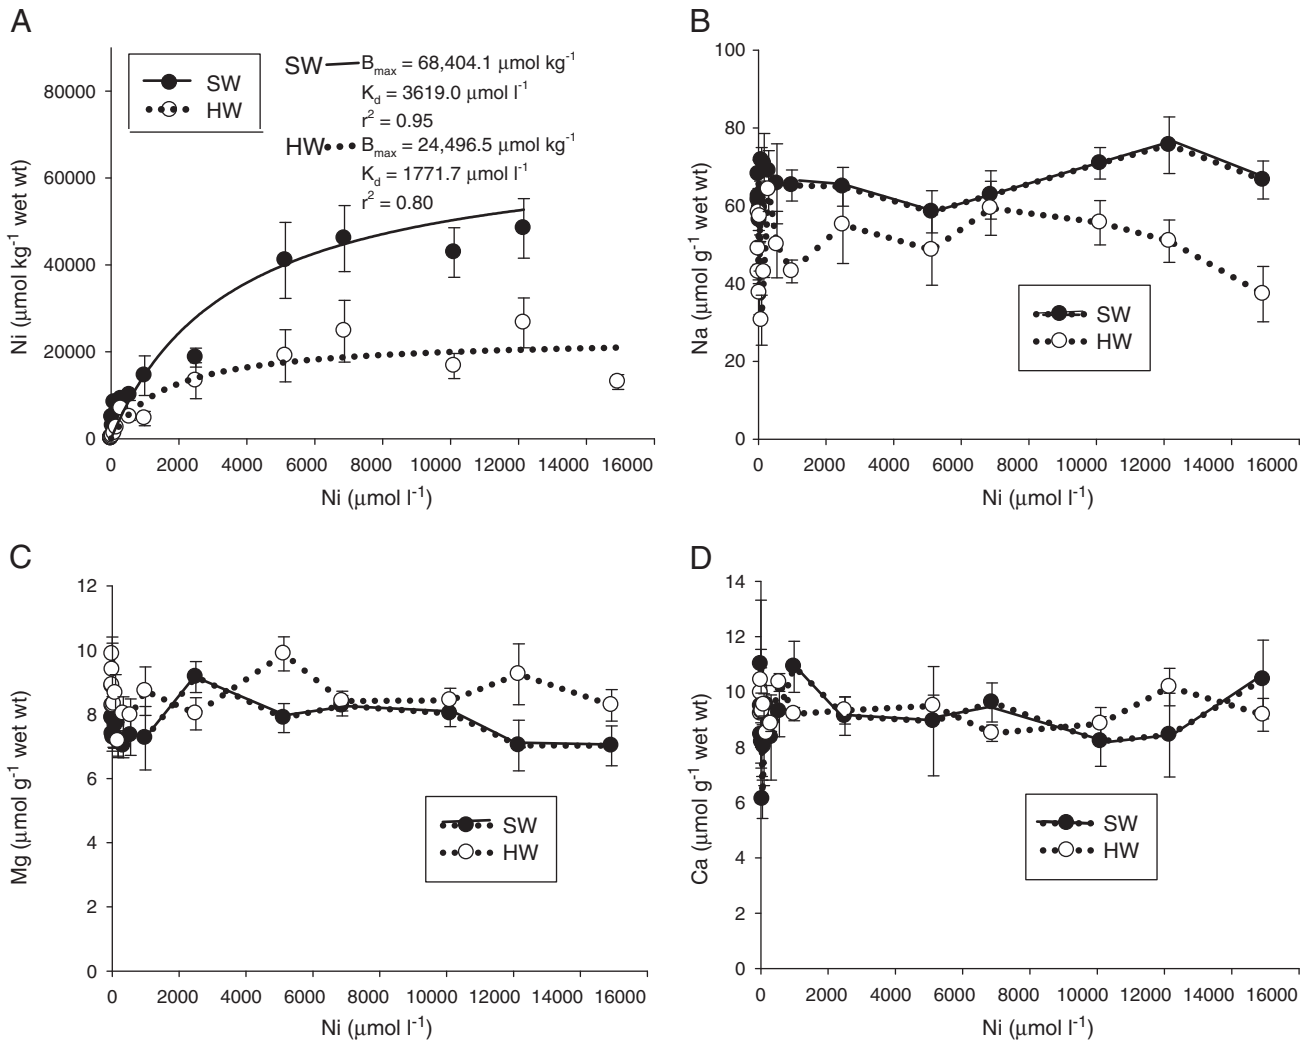 A
SW
HW
SW B_max = 68,404.1 μmol kg⁻¹
K_d = 3619.0 μmol l⁻¹
r² = 0.95
HW B_max = 24,496.5 μmol kg⁻¹
K_d = 1771.7 μmol l⁻¹
r² = 0.80
Ni (μmol kg⁻¹ wet wt)
80000
60000
40000
20000
0
0 2000 4000 6000 8000 10000 12000 14000 16000
Ni (μmol l⁻¹)
B
Na (μmol g⁻¹ wet wt)
100
80
60
40
20
0
SW
HW
0 2000 4000 6000 8000 10000 12000 14000 16000
Ni (μmol l⁻¹)
C
Mg (μmol g⁻¹ wet wt)
12
10
8
6
4
2
0
SW
HW
0 2000 4000 6000 8000 10000 12000 14000 16000
Ni (μmol l⁻¹)
D
Ca (μmol g⁻¹ wet wt)
14
12
10
8
6
4
2
0
SW
HW
0 2000 4000 6000 8000 10000 12000 14000 16000
Ni (μmol l⁻¹)